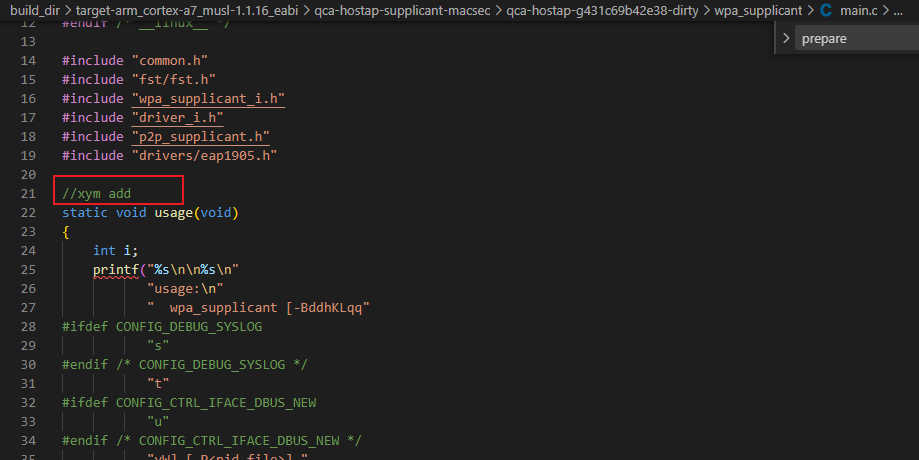 build_dir > target-arm_cortex-a7_musl-1.1.16_eabi > qca-hostap-supplicant-macsec > qca-hostap-g431c69b42e38-dirty > wpa_supplicant > C main.c > ...
> prepare
12 #endif /* __linux__ */
13
14 #include "common.h"
15 #include "fst/fst.h"
16 #include "wpa_supplicant_i.h"
17 #include "driver_i.h"
18 #include "p2p_supplicant.h"
19 #include "drivers/eap1905.h"
20
21 //xym add
22 static void usage(void)
23 {
24 int i;
25 printf("%s\n\n%s\n"
26 "usage:\n"
27 "  wpa_supplicant [-BddhKLqq"
28 #ifdef CONFIG_DEBUG_SYSLOG
29 "s"
30 #endif /* CONFIG_DEBUG_SYSLOG */
31 "t"
32 #ifdef CONFIG_CTRL_IFACE_DBUS_NEW
33 "u"
34 #endif /* CONFIG_CTRL_IFACE_DBUS_NEW */
35 "vW] [-P<pid file>] "